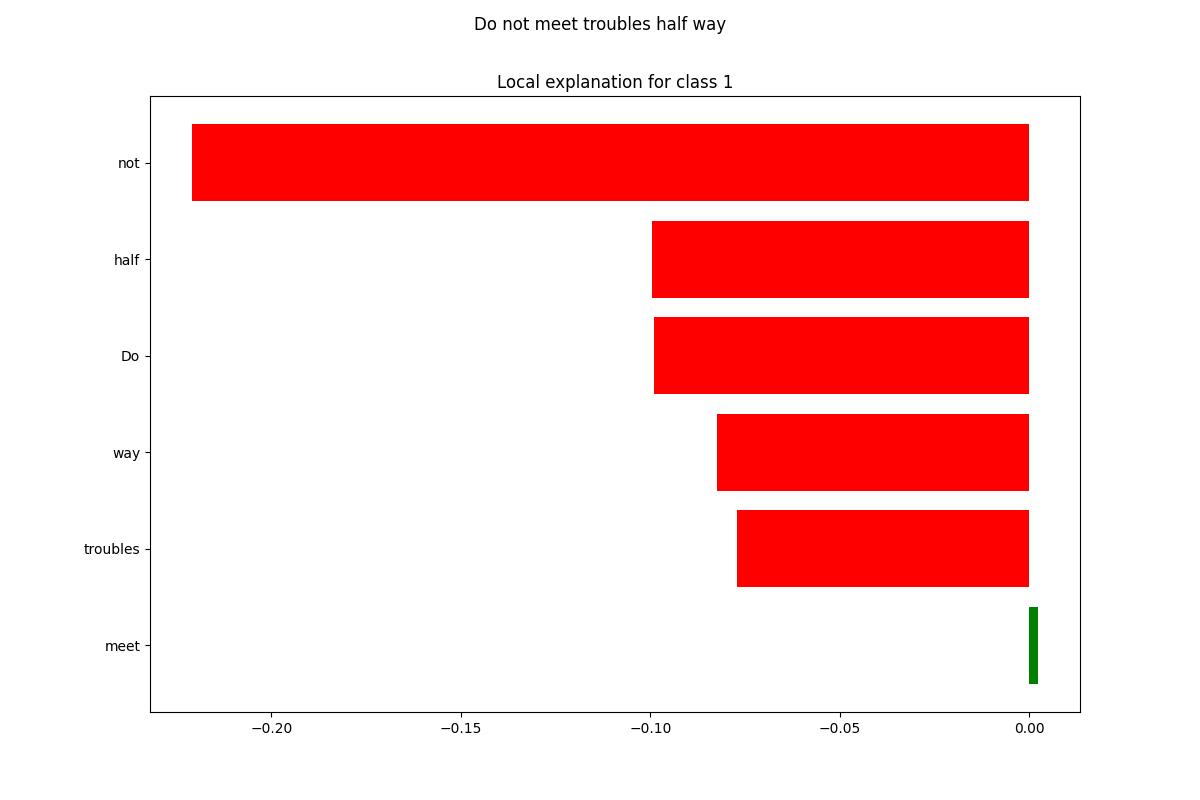 Do not meet troubles half way
Local explanation for class 1
not
half
Do
way
troubles
meet
−0.20 −0.15 −0.10 −0.05 0.00